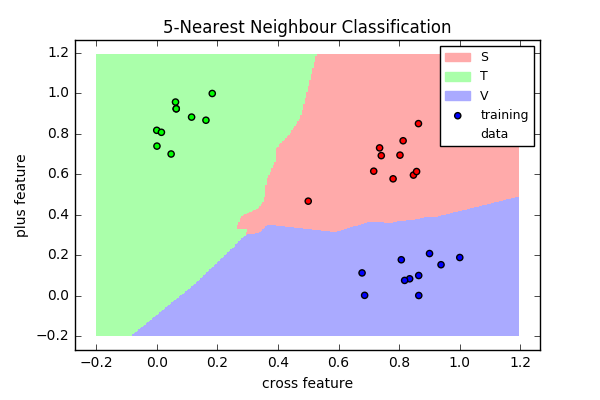 5-Nearest Neighbour Classification
S
T
V
training
data
plus feature
1.2
1.0
0.8
0.6
0.4
0.2
0.0
−0.2
−0.2 0.0 0.2 0.4 0.6 0.8 1.0 1.2
cross feature